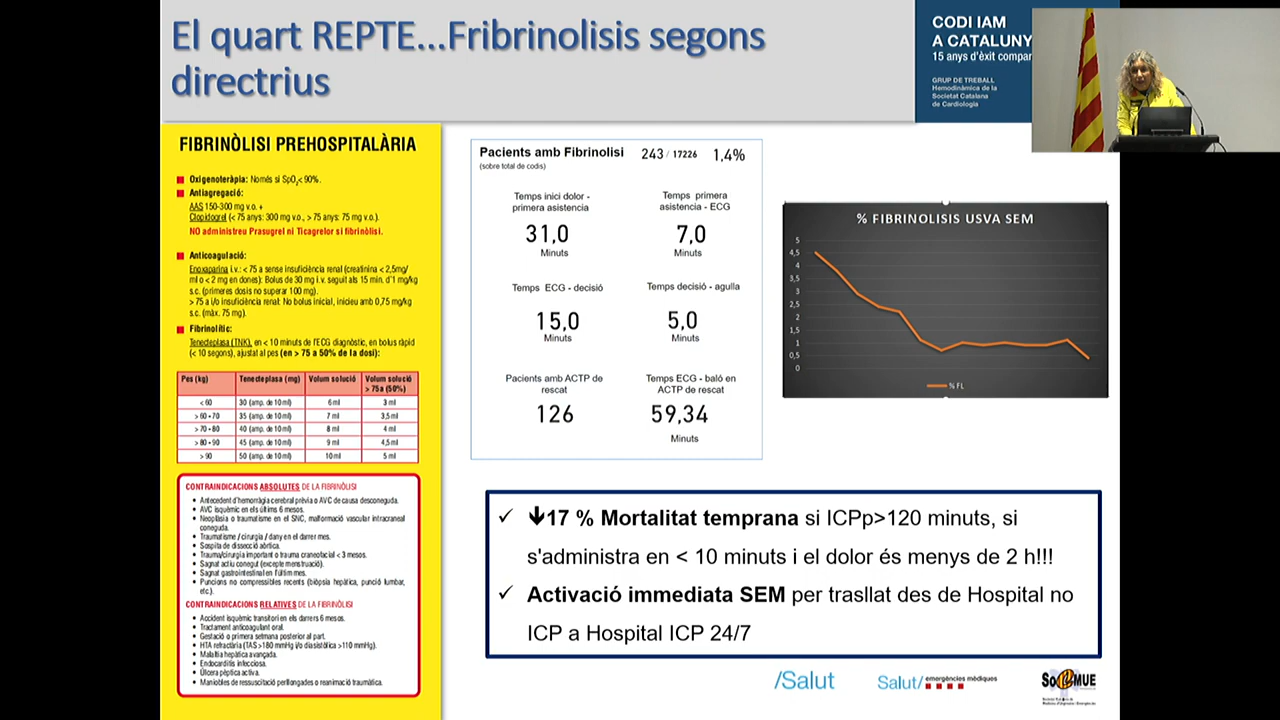 El quart REPTE...Fribrinolisis segons
directrius
CODI IAM
A CATALUNY
15 anys d'èxit compar
GRUP DE TREBALL
Hemodinàmica de la
Societat Catalana
de Cardiologia
FIBRINÒLISI PREHOSPITALÀRIA
Oxigenoteràpia: Només si SpO2< 90%.
Antiagregació:
AAS 150-300 mg v.o. +
Clopidogrel (< 75 anys: 300 mg v.o., > 75 anys: 75 mg v.o.).
NO administreu Prasugrel ni Ticagrelor si fibrinòlisi.
Anticoagulació:
Enoxaparina i.v.: < 75 a sense insuficiència renal (creatinina < 2,5mg/
ml o < 2 mg en dones): Bolus de 30 mg i.v. seguit als 15 min. d'1 mg/kg
s.c. (primeres dosis no superar 100 mg).
> 75 a i/o insuficiència renal: No bolus inicial, inicieu amb 0,75 mg/kg
s.c. (màx. 75 mg).
Fibrinolític:
Tenecteplasa (TNK), en < 10 minuts de l'ECG diagnòstic, en bolus ràpid
(< 10 segons), ajustat al pes (en > 75 a 50% de la dosi):
Pes (kg) Tenecteplasa (mg) Volum solució Volum solució
> 75a (50%)
< 60 30 (amp. de 10 ml) 6 ml 3 ml
> 60 - 70 35 (amp. de 10 ml) 7 ml 3,5 ml
> 70 - 80 40 (amp. de 10 ml) 8 ml 4 ml
> 80 - 90 45 (amp. de 10 ml) 9 ml 4,5 ml
> 90 50 (amp. de 10 ml) 10 ml 5 ml
CONTRAINDICACIONS ABSOLUTES DE LA FIBRINÒLISI
Antecedent d'hemorràgia cerebral prèvia o AVC de causa desconeguda.
AVC isquèmic en els últims 6 mesos.
Neoplàsia o traumatisme en el SNC, malformació vascular intracraneal
coneguda.
Traumatisme / cirurgia / dany en el darrer mes.
Sospita de dissecció aòrtica.
Trauma/cirurgia important o trauma craneofacial < 3 mesos.
Sagnat actiu conegut (excepte menstruació).
Sagnat gastrointestinal en l'últim mes.
Puncions no compressibles recents (biòpsia hepàtica, punció lumbar,
etc.).
CONTRAINDICACIONS RELATIVES DE LA FIBRINÒLISI
Accident isquèmic transitori en els darrers 6 mesos.
Tractament anticoagulant oral.
Gestació o primera setmana posterior al part.
HTA refractària (TAS >180 mmHg i/o diastòlica >110 mmHg).
Malaltia hepàtica avançada.
Endocarditis infecciosa.
Úlcera pèptica activa.
Maniobres de ressuscitació perllongades o reanimació traumàtica.
Pacients amb Fibrinolisi 243 / 17226 1,4%
(sobre total de codis)
Temps inici dolor - primera asistencia
31,0
Minuts
Temps primera asistencia - ECG
7,0
Minuts
Temps ECG - decisió
15,0
Minuts
Temps decisió - agulla
5,0
Minuts
Pacients amb ACTP de rescat
126
Temps ECG - baló en ACTP de rescat
59,34
Minuts
% FIBRINOLISIS USVA SEM
5
4,5
4
3,5
3
2,5
2
1,5
1
0,5
0
% FL
✓ 🡻17 % Mortalitat temprana si ICPp>120 minuts, si
s'administra en < 10 minuts i el dolor és menys de 2 h!!!
✓ Activació immediata SEM per trasllat des de Hospital no
ICP a Hospital ICP 24/7
/Salut
Salut/ emergències mèdiques
SoCMUE